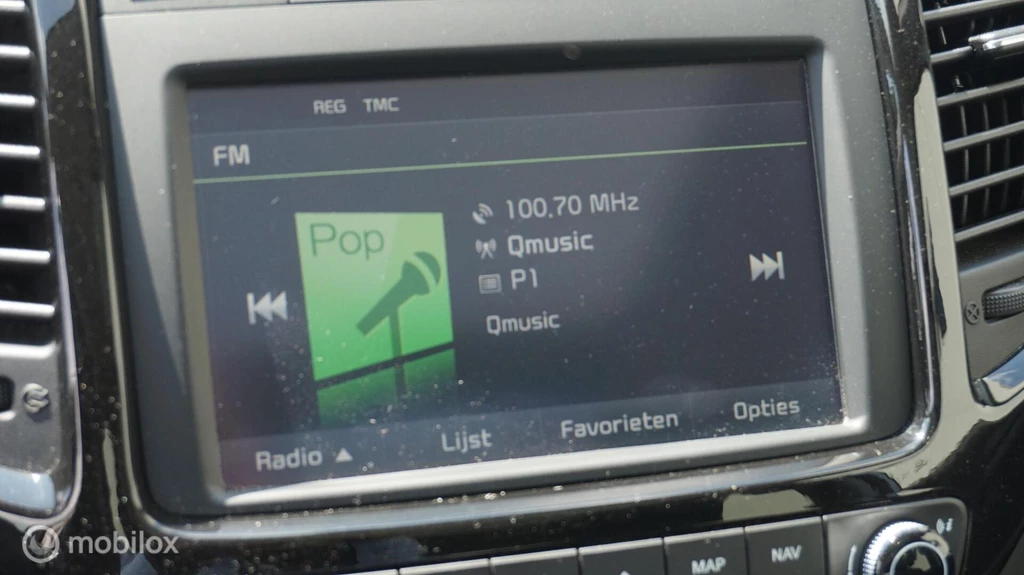 REG TMC
FM
Pop
100.70 MHz
Qmusic
P1
Qmusic
Radio ▲
Lijst
Favorieten
Opties
MAP
NAV
mobilox